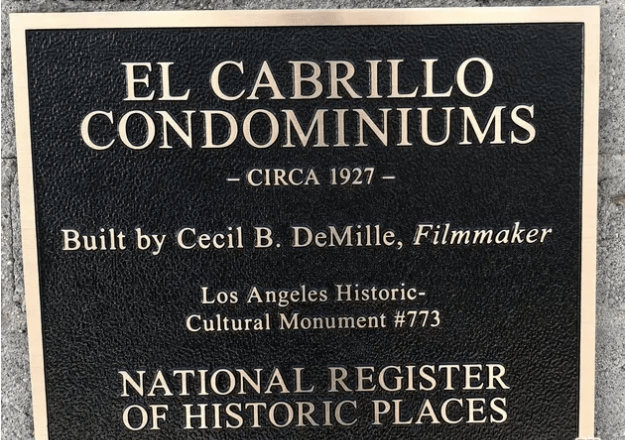 EL CABRILLO
CONDOMINIUMS
– CIRCA 1927 –
Built by Cecil B. DeMille, Filmmaker
Los Angeles Historic-
Cultural Monument #773
NATIONAL REGISTER
OF HISTORIC PLACES